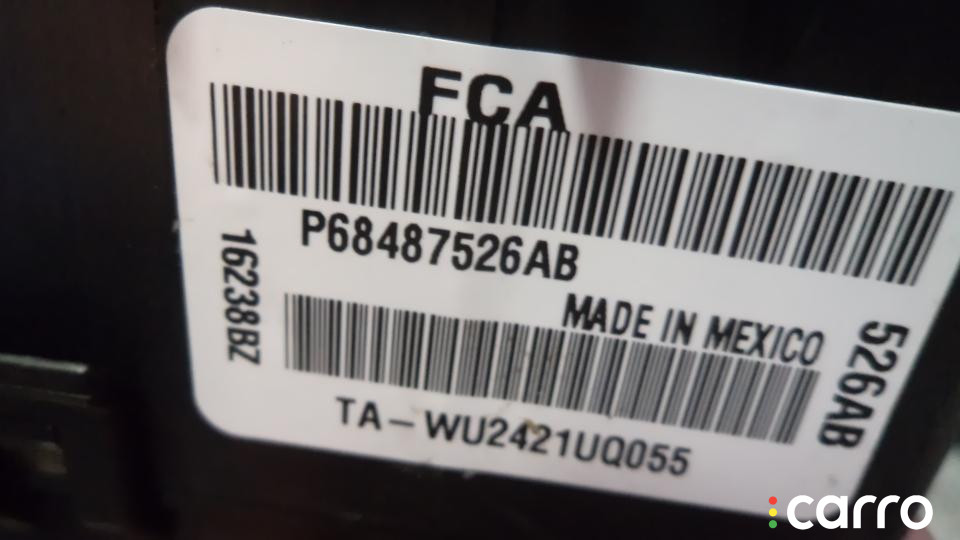 FCA
P68487526AB
16238BZ
MADE IN MEXICO
526AB
TA-WU2421UQ055
carro